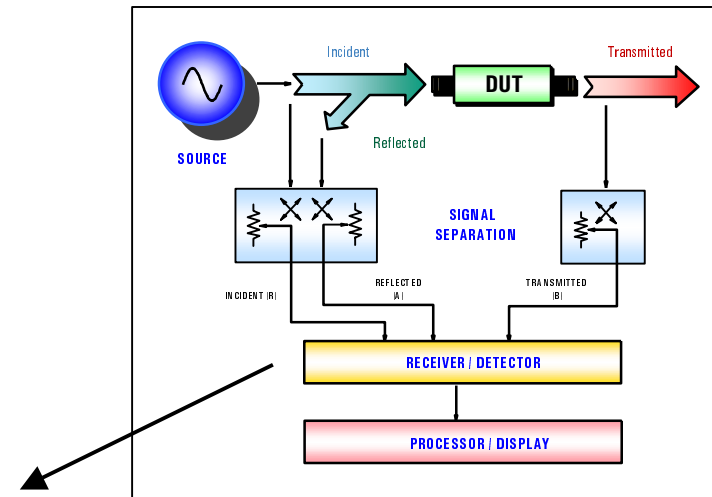 Incident
Transmitted
DUT
Reflected
SOURCE
SIGNAL
SEPARATION
INCIDENT (R)
REFLECTED
(A)
TRANSMITTED
(B)
RECEIVER / DETECTOR
PROCESSOR / DISPLAY